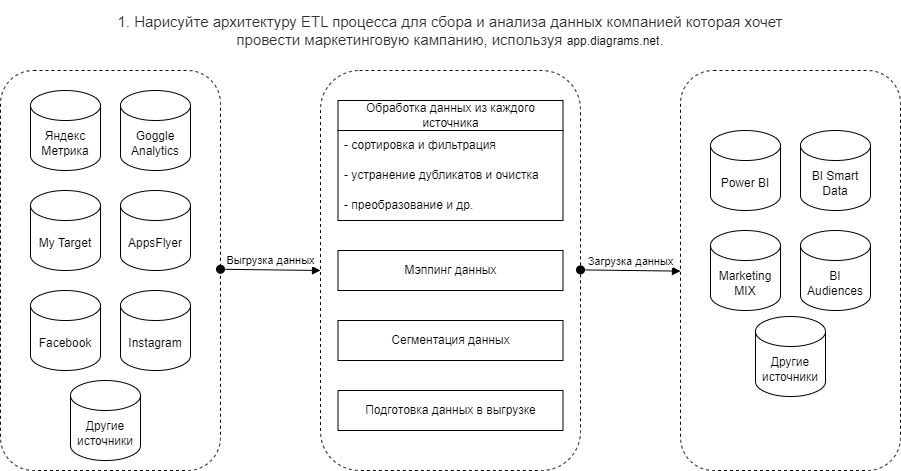 1. Нарисуйте архитектуру ETL процесса для сбора и анализа данных компанией которая хочет
провести маркетинговую кампанию, используя app.diagrams.net.
Яндекс
Метрика
Goggle
Analytics
My Target
AppsFlyer
Facebook
Instagram
Другие
источники
Выгрузка данных
Обработка данных из каждого
источника
- сортировка и фильтрация
- устранение дубликатов и очистка
- преобразование и др.
Мэппинг данных
Сегментация данных
Подготовка данных в выгрузке
Загрузка данных
Power BI
BI Smart
Data
Marketing
MIX
BI
Audiences
Другие
источники